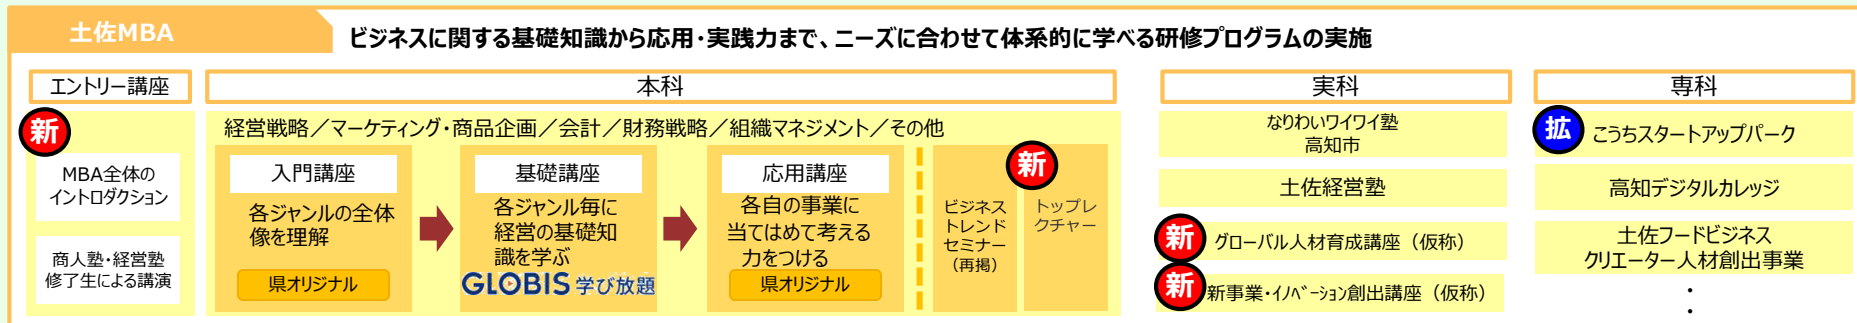 土佐MBA
ビジネスに関する基礎知識から応用・実践力まで、ニーズに合わせて体系的に学べる研修プログラムの実施
エントリー講座
新
MBA全体の
イントロダクション
商人塾・経営塾
修了生による講演
本科
経営戦略／マーケティング・商品企画／会計／財務戦略／組織マネジメント／その他
入門講座
各ジャンルの全体
像を理解
県オリジナル
基礎講座
各ジャンル毎に
経営の基礎知
識を学ぶ
GLOBIS 学び放題
応用講座
各自の事業に
当てはめて考える
力をつける
県オリジナル
ビジネス
トレンド
セミナー
（再掲）
新
トップレ
クチャー
実科
なりわいワイワイ塾
高知市
土佐経営塾
新
グローバル人材育成講座（仮称）
新
新事業・ｲﾉﾍﾞｰｼｮﾝ創出講座（仮称）
専科
拡
こうちスタートアップパーク
高知デジタルカレッジ
土佐フードビジネス
クリエーター人材創出事業
・
・